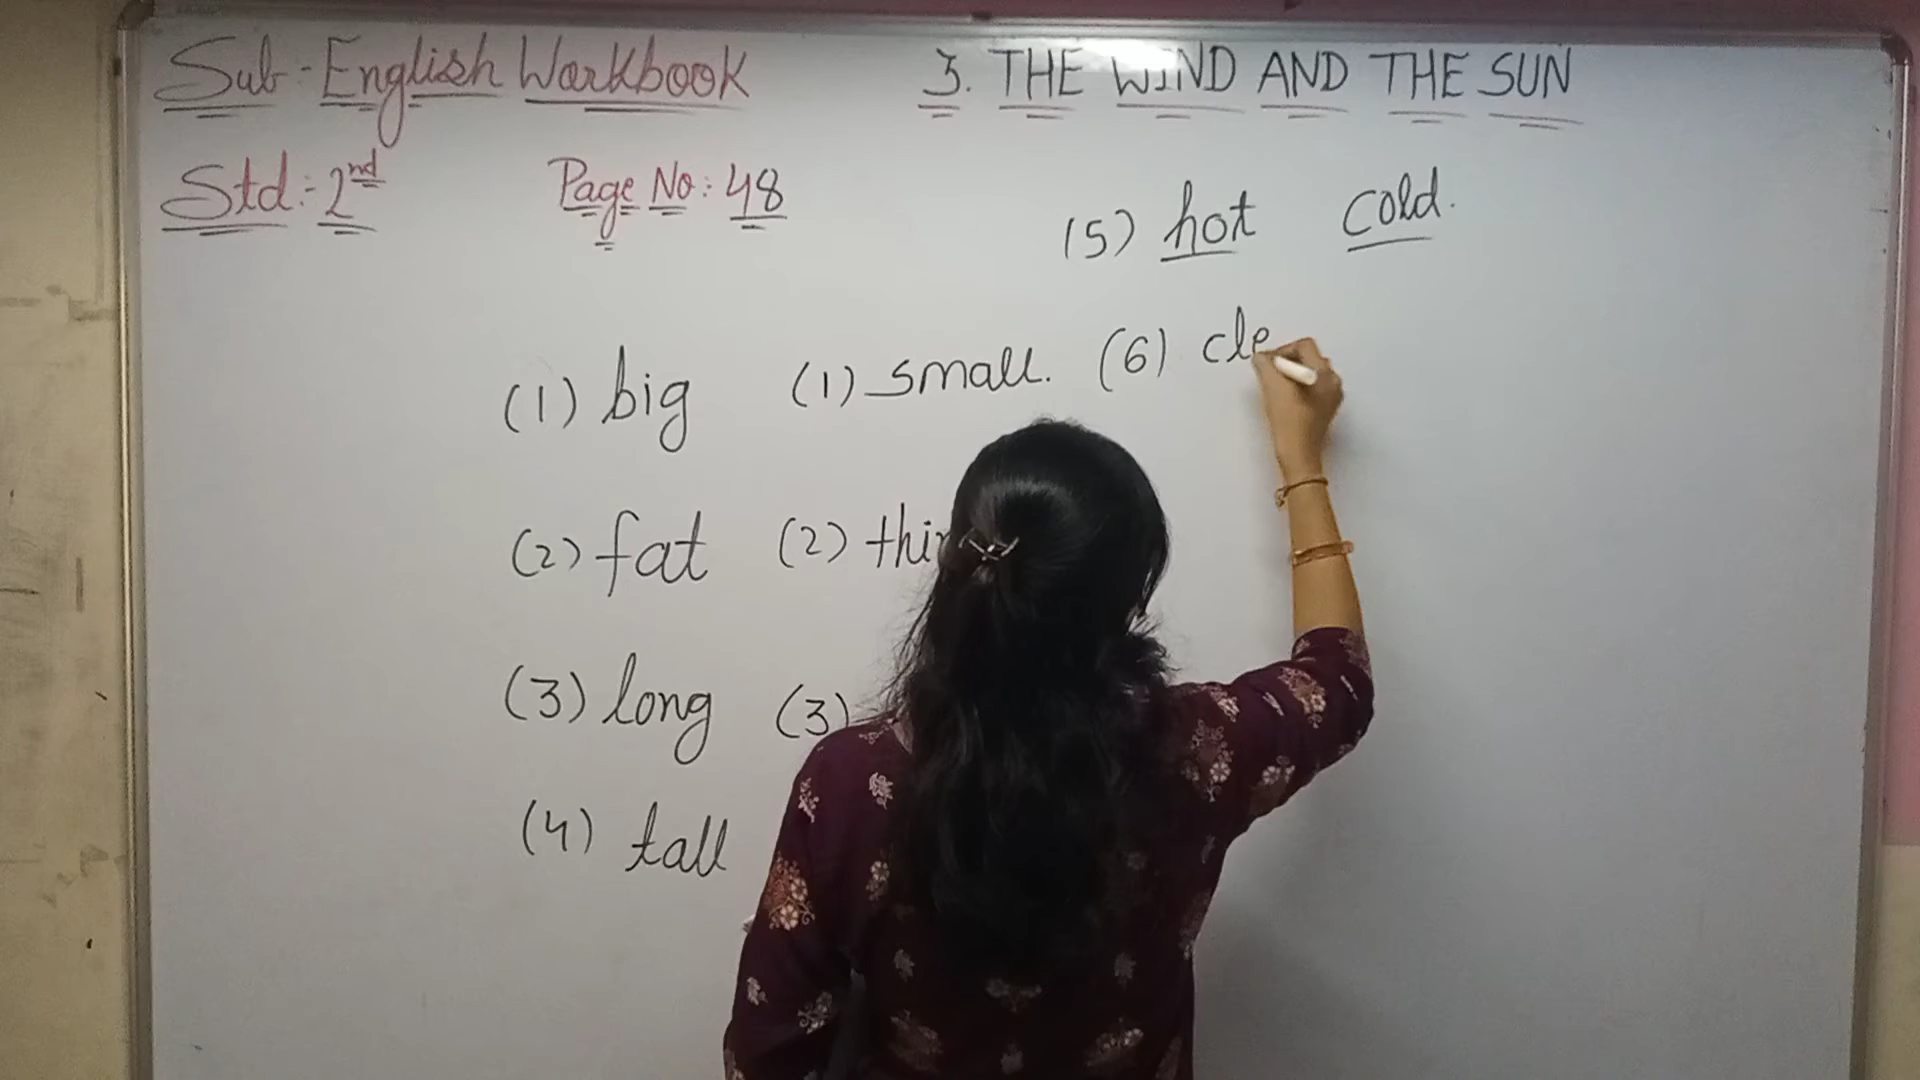 Sub:- English Workbook
3. THE WIND AND THE SUN
Std:- 2nd
Page No: 48
(5) hot cold.
(1) big (1) small. (6) cle
(2) fat (2) thin
(3) long (3)
(4) tall